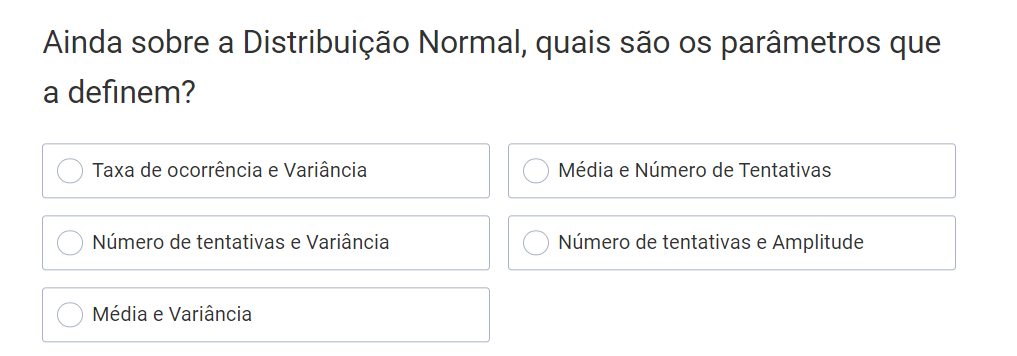 Ainda sobre a Distribuição Normal, quais são os parâmetros que
a definem?
Taxa de ocorrência e Variância
Média e Número de Tentativas
Número de tentativas e Variância
Número de tentativas e Amplitude
Média e Variância